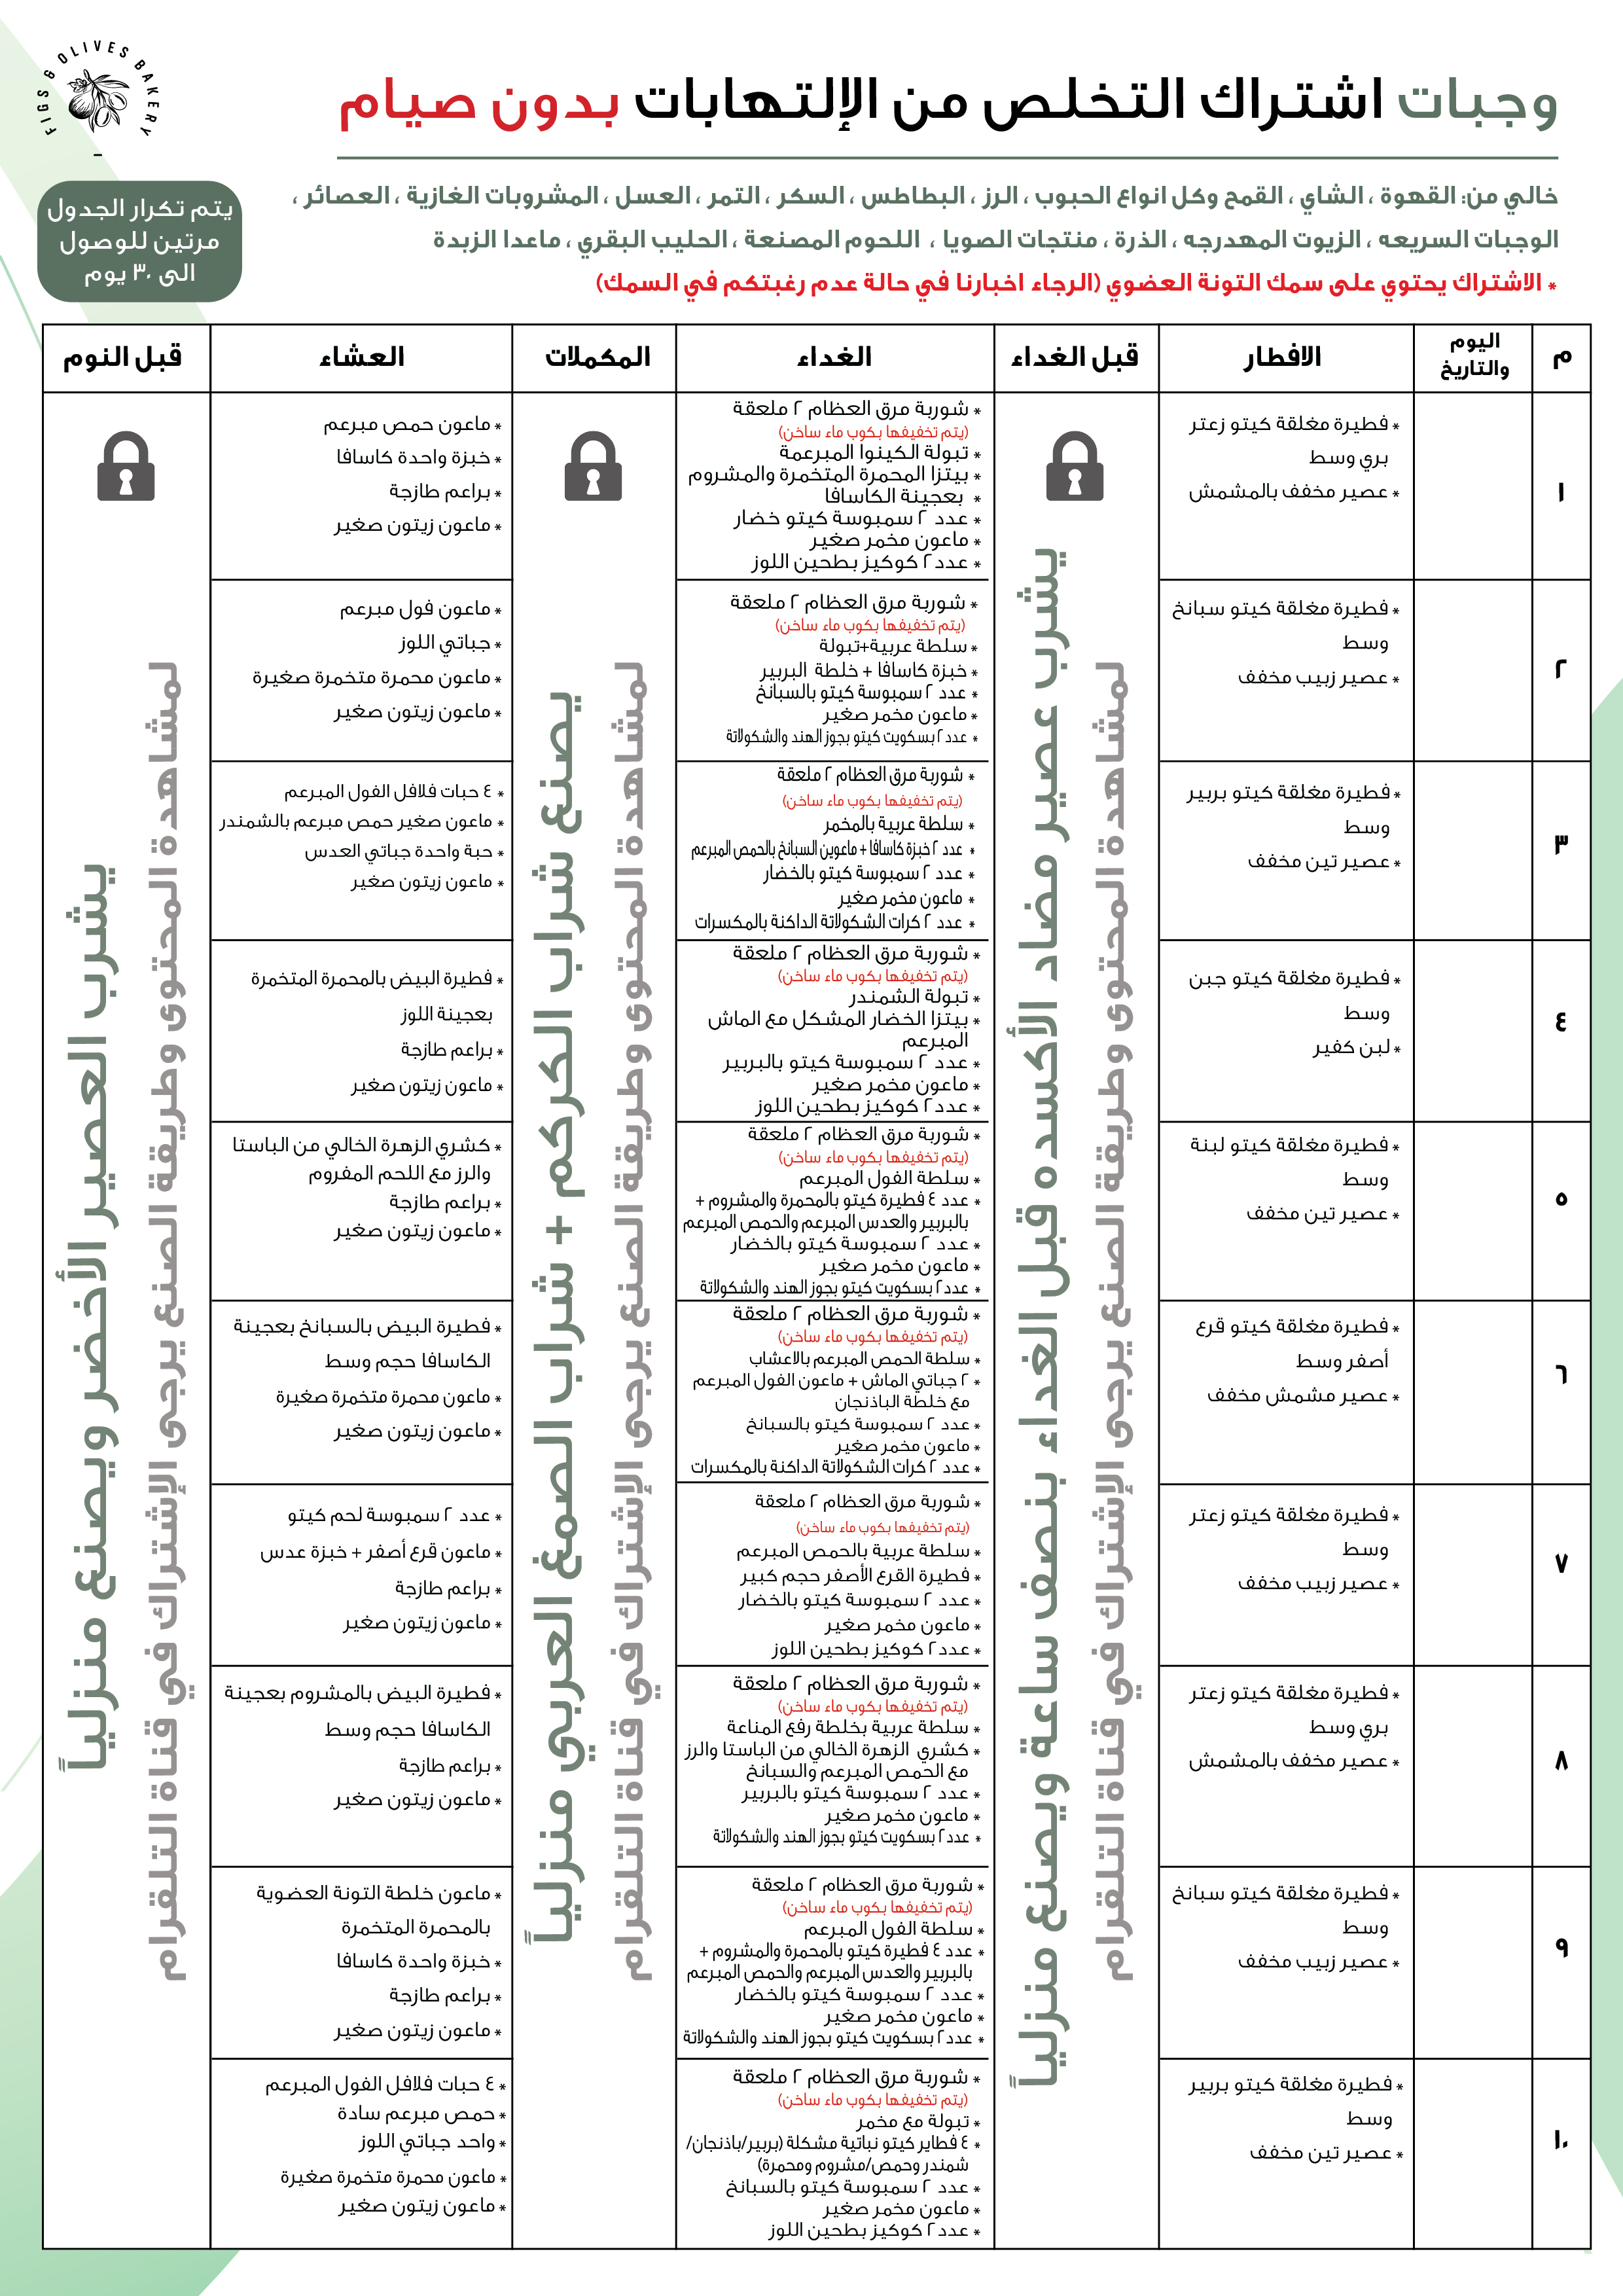 FIGS & OLIVES BAKERY
وجبات اشتراك التخلص من الإلتهابات بدون صيام
خالي من: القهوة ، الشاي ، القمح وكل انواع الحبوب ، الرز ، البطاطس ، السكر ، التمر ، العسل ، المشروبات الغازية ، العصائر ،
الوجبات السريعه ، الزيوت المهدرجه ، الذرة ، منتجات الصويا ، اللحوم المصنعة ، الحليب البقري ، ماعدا الزبدة
* الاشتراك يحتوي على سمك التونة العضوي (الرجاء اخبارنا في حالة عدم رغبتكم في السمك)
يتم تكرار الجدول
مرتين للوصول
الى ٣٠ يوم
م
اليوم
والتاريخ
الافطار
قبل الغداء
الغداء
المكملات
العشاء
قبل النوم
يشرب عصير مضاد الأكسده قبل الغداء بنصف ساعة ويصنع منزلياً
لمشاهدة المحتوى وطريقة الصنع يرجى الإشتراك في قناة التلقرام
يصنع شراب الكركم + شراب الصمغ العربي منزلياً
لمشاهدة المحتوى وطريقة الصنع يرجى الإشتراك في قناة التلقرام
يشرب العصير الأخضر ويصنع منزلياً
لمشاهدة المحتوى وطريقة الصنع يرجى الإشتراك في قناة التلقرام
١
* فطيرة مغلقة كيتو زعتر
بري وسط
* عصير مخفف بالمشمش
* شوربة مرق العظام ٢ ملعقة
(يتم تخفيفها بكوب ماء ساخن)
* تبولة الكينوا المبرعمة
* بيتزا المحمرة المتخمرة والمشروم
* بعجينة الكاسافا
* عدد ٢ سمبوسة كيتو خضار
* ماعون مخمر صغير
* عدد٢ كوكيز بطحين اللوز
* ماعون حمص مبرعم
* خبزة واحدة كاسافا
* براعم طازجة
* ماعون زيتون صغير
٢
* فطيرة مغلقة كيتو سبانخ
وسط
* عصير زبيب مخفف
* شوربة مرق العظام ٢ ملعقة
(يتم تخفيفها بكوب ماء ساخن)
* سلطة عربية+تبولة
* خبزة كاسافا + خلطة البربير
* عدد ٢ سمبوسة كيتو بالسبانخ
* ماعون مخمر صغير
* عدد٢ بسكويت كيتو بجوز الهند والشكولاتة
* ماعون فول مبرعم
* جباتي اللوز
* ماعون محمرة متخمرة صغيرة
* ماعون زيتون صغير
٣
* فطيرة مغلقة كيتو بربير
وسط
* عصير تين مخفف
* شوربة مرق العظام ٢ ملعقة
(يتم تخفيفها بكوب ماء ساخن)
* سلطة عربية بالمخمر
* عدد ٢ خبزة كاسافا + ماعوين السبانخ بالحمص المبرعم
* عدد ٢ سمبوسة كيتو بالخضار
* ماعون مخمر صغير
* عدد ٢ كرات الشكولاتة الداكنة بالمكسرات
* ٤ حبات فلافل الفول المبرعم
* ماعون صغير حمص مبرعم بالشمندر
* حبة واحدة جباتي العدس
* ماعون زيتون صغير
٤
* فطيرة مغلقة كيتو جبن
وسط
* لبن كفير
* شوربة مرق العظام ٢ ملعقة
(يتم تخفيفها بكوب ماء ساخن)
* تبولة الشمندر
* بيتزا الخضار المشكل مع الماش
المبرعم
* عدد ٢ سمبوسة كيتو بالبربير
* ماعون مخمر صغير
* عدد٢ كوكيز بطحين اللوز
* فطيرة البيض بالمحمرة المتخمرة
بعجينة اللوز
* براعم طازجة
* ماعون زيتون صغير
٥
* فطيرة مغلقة كيتو لبنة
وسط
* عصير تين مخفف
* شوربة مرق العظام ٢ ملعقة
(يتم تخفيفها بكوب ماء ساخن)
* سلطة الفول المبرعم
* عدد ٤ فطيرة كيتو بالمحمرة والمشروم +
بالبربير والعدس المبرعم والحمص المبرعم
* عدد ٢ سمبوسة كيتو بالخضار
* ماعون مخمر صغير
* عدد٢ بسكويت كيتو بجوز الهند والشكولاتة
* كشري الزهرة الخالي من الباستا
والرز مع اللحم المفروم
* براعم طازجة
* ماعون زيتون صغير
٦
* فطيرة مغلقة كيتو قرع
أصفر وسط
* عصير مشمش مخفف
* شوربة مرق العظام ٢ ملعقة
(يتم تخفيفها بكوب ماء ساخن)
* سلطة الحمص المبرعم بالاعشاب
* ٢ جباتي الماش + ماعون الفول المبرعم
مع خلطة الباذنجان
* عدد ٢ سمبوسة كيتو بالسبانخ
* ماعون مخمر صغير
* عدد ٢ كرات الشكولاتة الداكنة بالمكسرات
* فطيرة البيض بالسبانخ بعجينة
الكاسافا حجم وسط
* ماعون محمرة متخمرة صغيرة
* ماعون زيتون صغير
٧
* فطيرة مغلقة كيتو زعتر
وسط
* عصير زبيب مخفف
* شوربة مرق العظام ٢ ملعقة
(يتم تخفيفها بكوب ماء ساخن)
* سلطة عربية بالحمص المبرعم
* فطيرة القرع الأصفر حجم كبير
* عدد ٢ سمبوسة كيتو بالخضار
* ماعون مخمر صغير
* عدد٢ كوكيز بطحين اللوز
* عدد ٢ سمبوسة لحم كيتو
* ماعون قرع أصفر + خبزة عدس
* براعم طازجة
* ماعون زيتون صغير
٨
* فطيرة مغلقة كيتو زعتر
بري وسط
* عصير مخفف بالمشمش
* شوربة مرق العظام ٢ ملعقة
(يتم تخفيفها بكوب ماء ساخن)
* سلطة عربية بخلطة رفع المناعة
* كشري الزهرة الخالي من الباستا والرز
مع الحمص المبرعم والسبانخ
* عدد ٢ سمبوسة كيتو بالبربير
* ماعون مخمر صغير
* عدد٢ بسكويت كيتو بجوز الهند والشكولاتة
* فطيرة البيض بالمشروم بعجينة
الكاسافا حجم وسط
* براعم طازجة
* ماعون زيتون صغير
٩
* فطيرة مغلقة كيتو سبانخ
وسط
* عصير زبيب مخفف
* شوربة مرق العظام ٢ ملعقة
(يتم تخفيفها بكوب ماء ساخن)
* سلطة الفول المبرعم
* عدد ٤ فطيرة كيتو بالمحمرة والمشروم +
بالبربير والعدس المبرعم والحمص المبرعم
* عدد ٢ سمبوسة كيتو بالخضار
* ماعون مخمر صغير
* عدد٢ بسكويت كيتو بجوز الهند والشكولاتة
* ماعون خلطة التونة العضوية
بالمحمرة المتخمرة
* خبزة واحدة كاسافا
* براعم طازجة
* ماعون زيتون صغير
١٠
* فطيرة مغلقة كيتو بربير
وسط
* عصير تين مخفف
* شوربة مرق العظام ٢ ملعقة
(يتم تخفيفها بكوب ماء ساخن)
* تبولة مع مخمر
* ٤ فطاير كيتو نباتية مشكلة (بربير/باذنجان/
شمندر وحمص/مشروم ومحمرة)
* عدد ٢ سمبوسة كيتو بالسبانخ
* ماعون مخمر صغير
* عدد٢ كوكيز بطحين اللوز
* ٤ حبات فلافل الفول المبرعم
* حمص مبرعم سادة
* واحد جباتي اللوز
* ماعون محمرة متخمرة صغيرة
* ماعون زيتون صغير